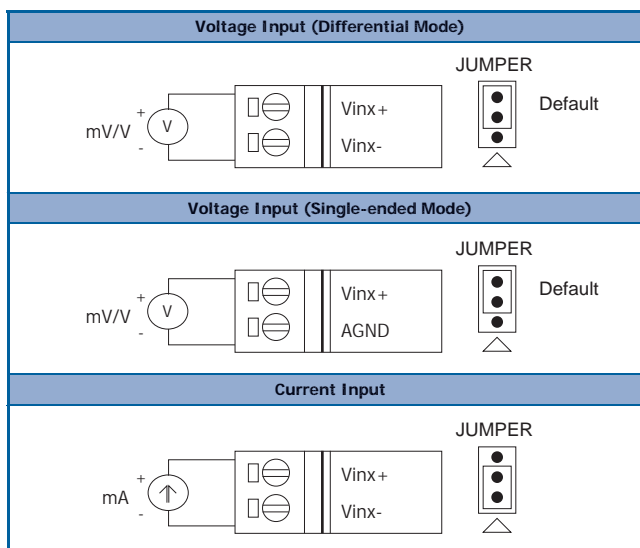 Voltage Input (Differential Mode)
JUMPER
Default
mV/V
+
-
V
Vinx+
Vinx-
Voltage Input (Single-ended Mode)
JUMPER
Default
mV/V
+
-
V
Vinx+
AGND
Current Input
JUMPER
mA
+
-
Vinx+
Vinx-